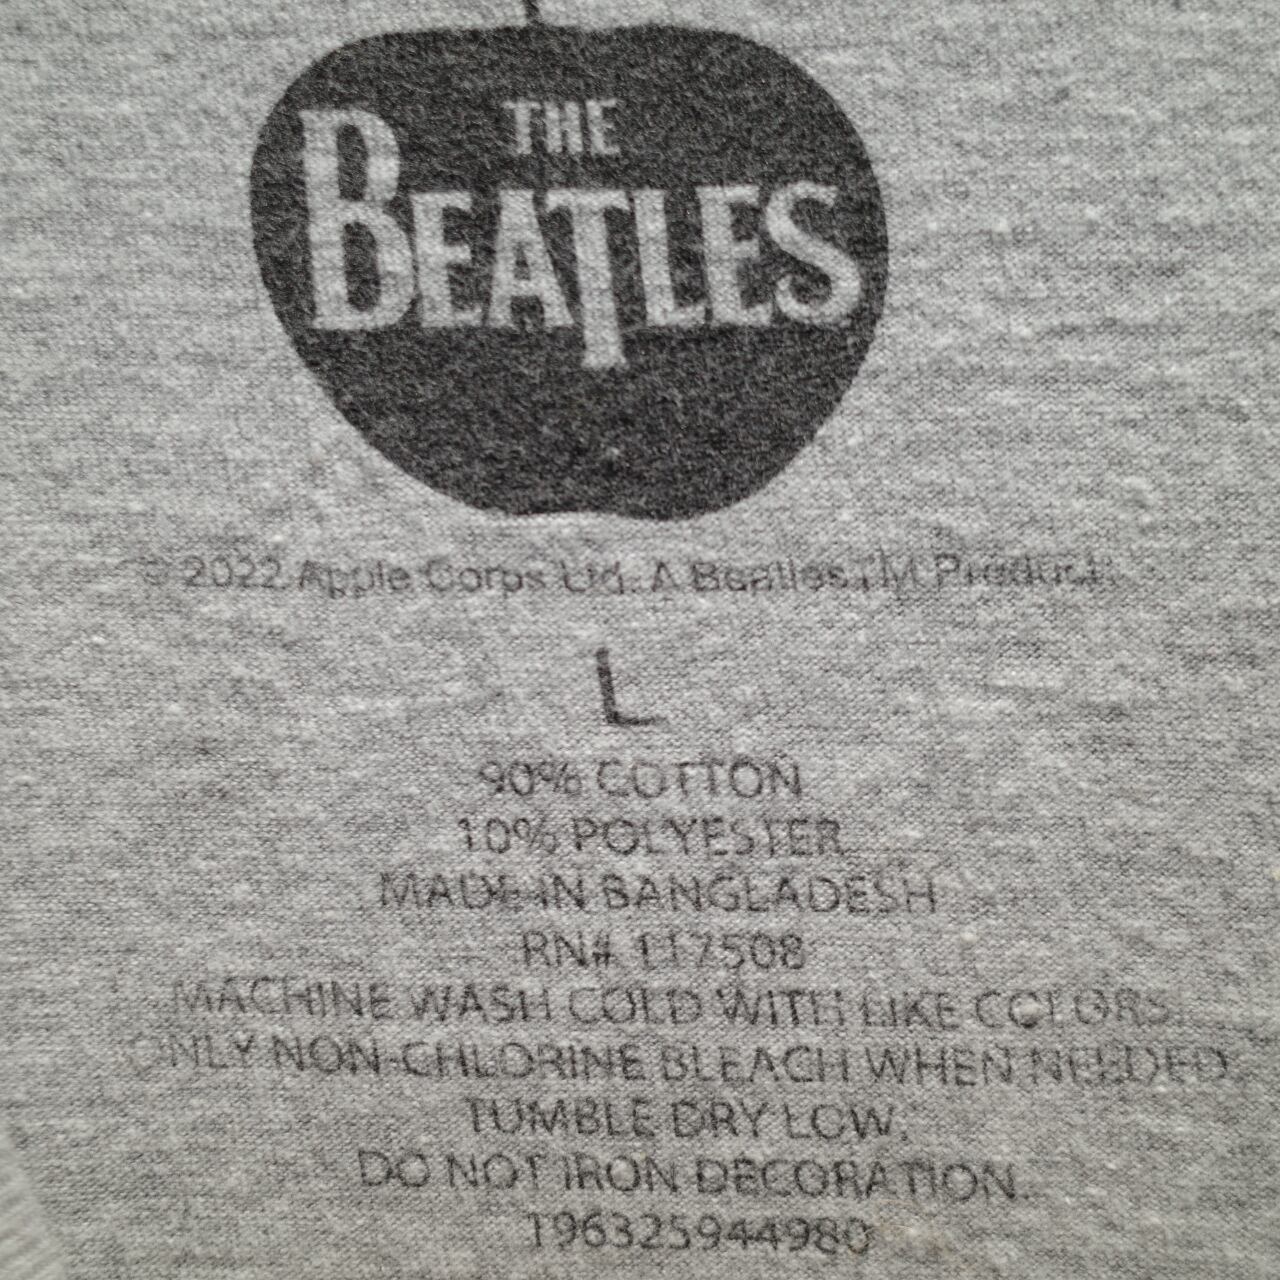 THE
BEATLES
© 2022 Apple Corps Ltd. A Beatles TM Product.
L
90% COTTON
10% POLYESTER
MADE IN BANGLADESH
RN# 117508
MACHINE WASH COLD WITH LIKE COLORS.
ONLY NON-CHLORINE BLEACH WHEN NEEDED.
TUMBLE DRY LOW.
DO NOT IRON DECORATION.
196325944980